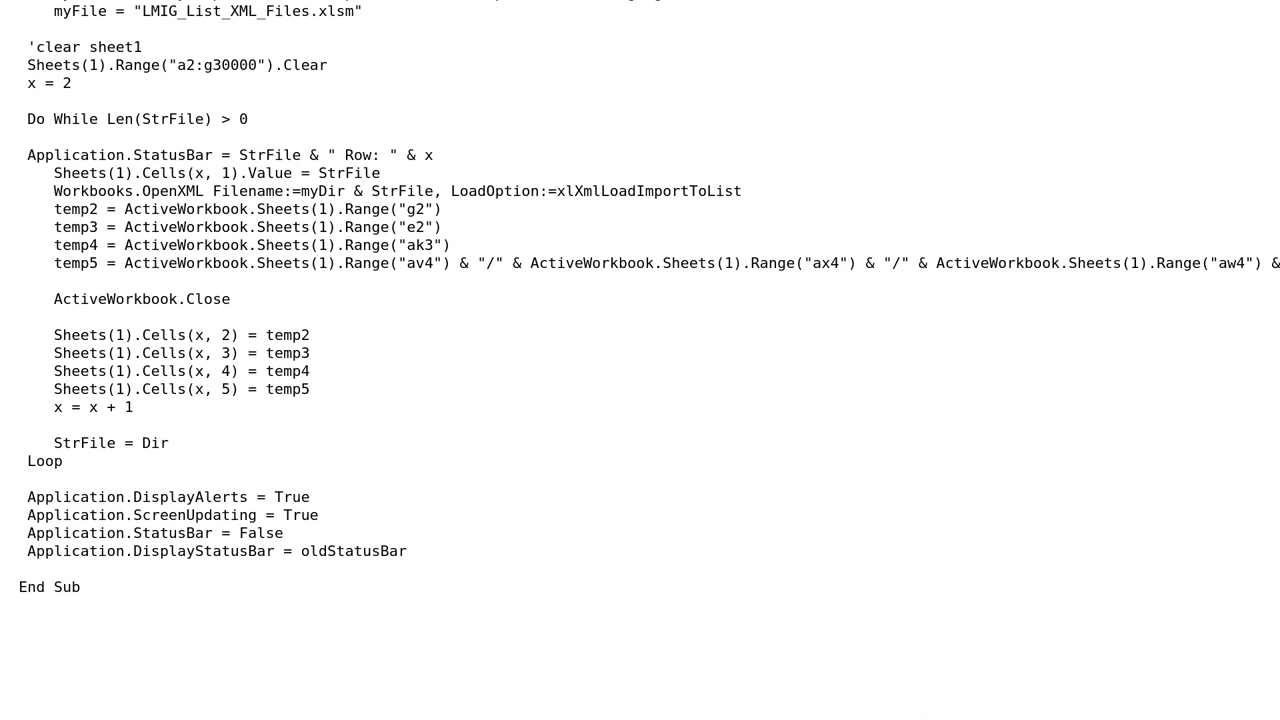 myFile = "LMIG_List_XML_Files.xlsm"
'clear sheet1
Sheets(1).Range("a2:g30000").Clear
x = 2
Do While Len(StrFile) > 0
Application.StatusBar = StrFile & " Row: " & x
Sheets(1).Cells(x, 1).Value = StrFile
Workbooks.OpenXML Filename:=myDir & StrFile, LoadOption:=xlXmlLoadImportToList
temp2 = ActiveWorkbook.Sheets(1).Range("g2")
temp3 = ActiveWorkbook.Sheets(1).Range("e2")
temp4 = ActiveWorkbook.Sheets(1).Range("ak3")
temp5 = ActiveWorkbook.Sheets(1).Range("av4") & "/" & ActiveWorkbook.Sheets(1).Range("ax4") & "/" & ActiveWorkbook.Sheets(1).Range("aw4") &
ActiveWorkbook.Close
Sheets(1).Cells(x, 2) = temp2
Sheets(1).Cells(x, 3) = temp3
Sheets(1).Cells(x, 4) = temp4
Sheets(1).Cells(x, 5) = temp5
x = x + 1
StrFile = Dir
Loop
Application.DisplayAlerts = True
Application.ScreenUpdating = True
Application.StatusBar = False
Application.DisplayStatusBar = oldStatusBar
End Sub